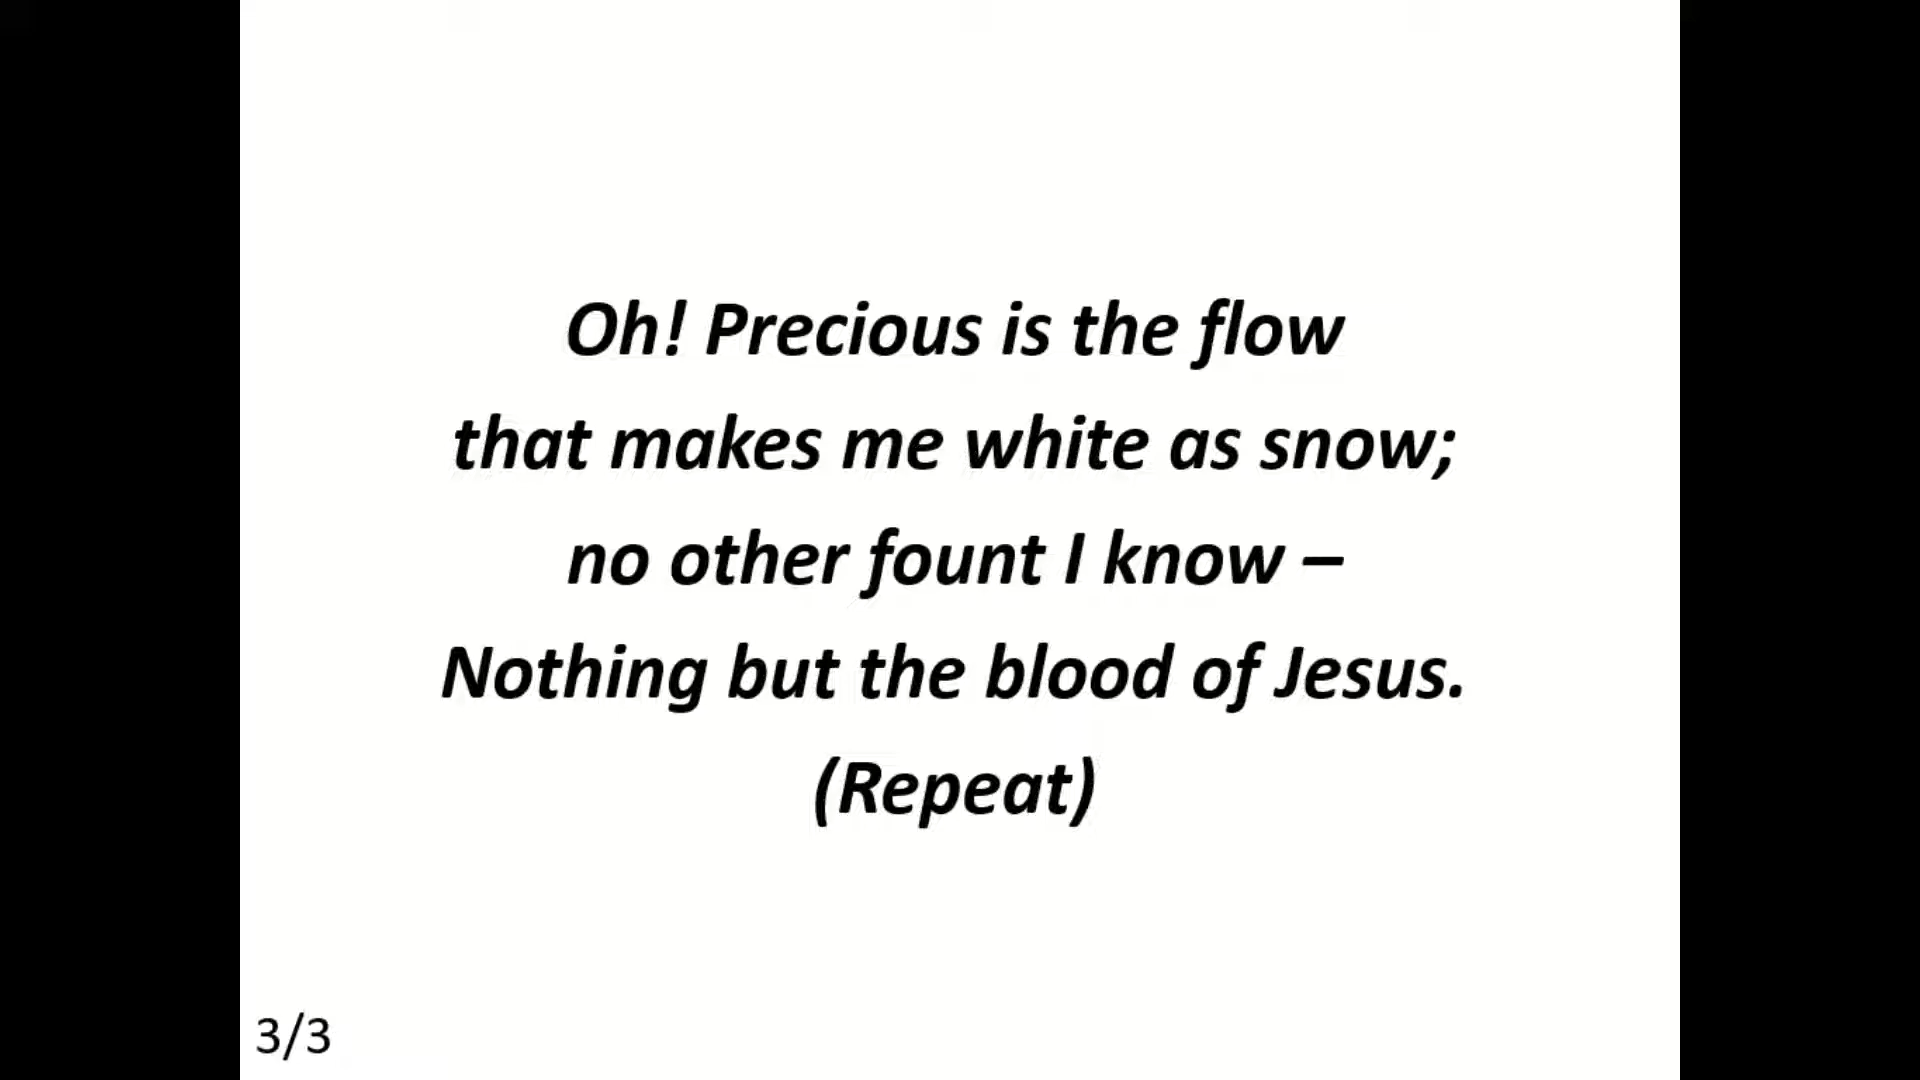 Oh! Precious is the flow
that makes me white as snow;
no other fount I know –
Nothing but the blood of Jesus.
(Repeat)
3/3